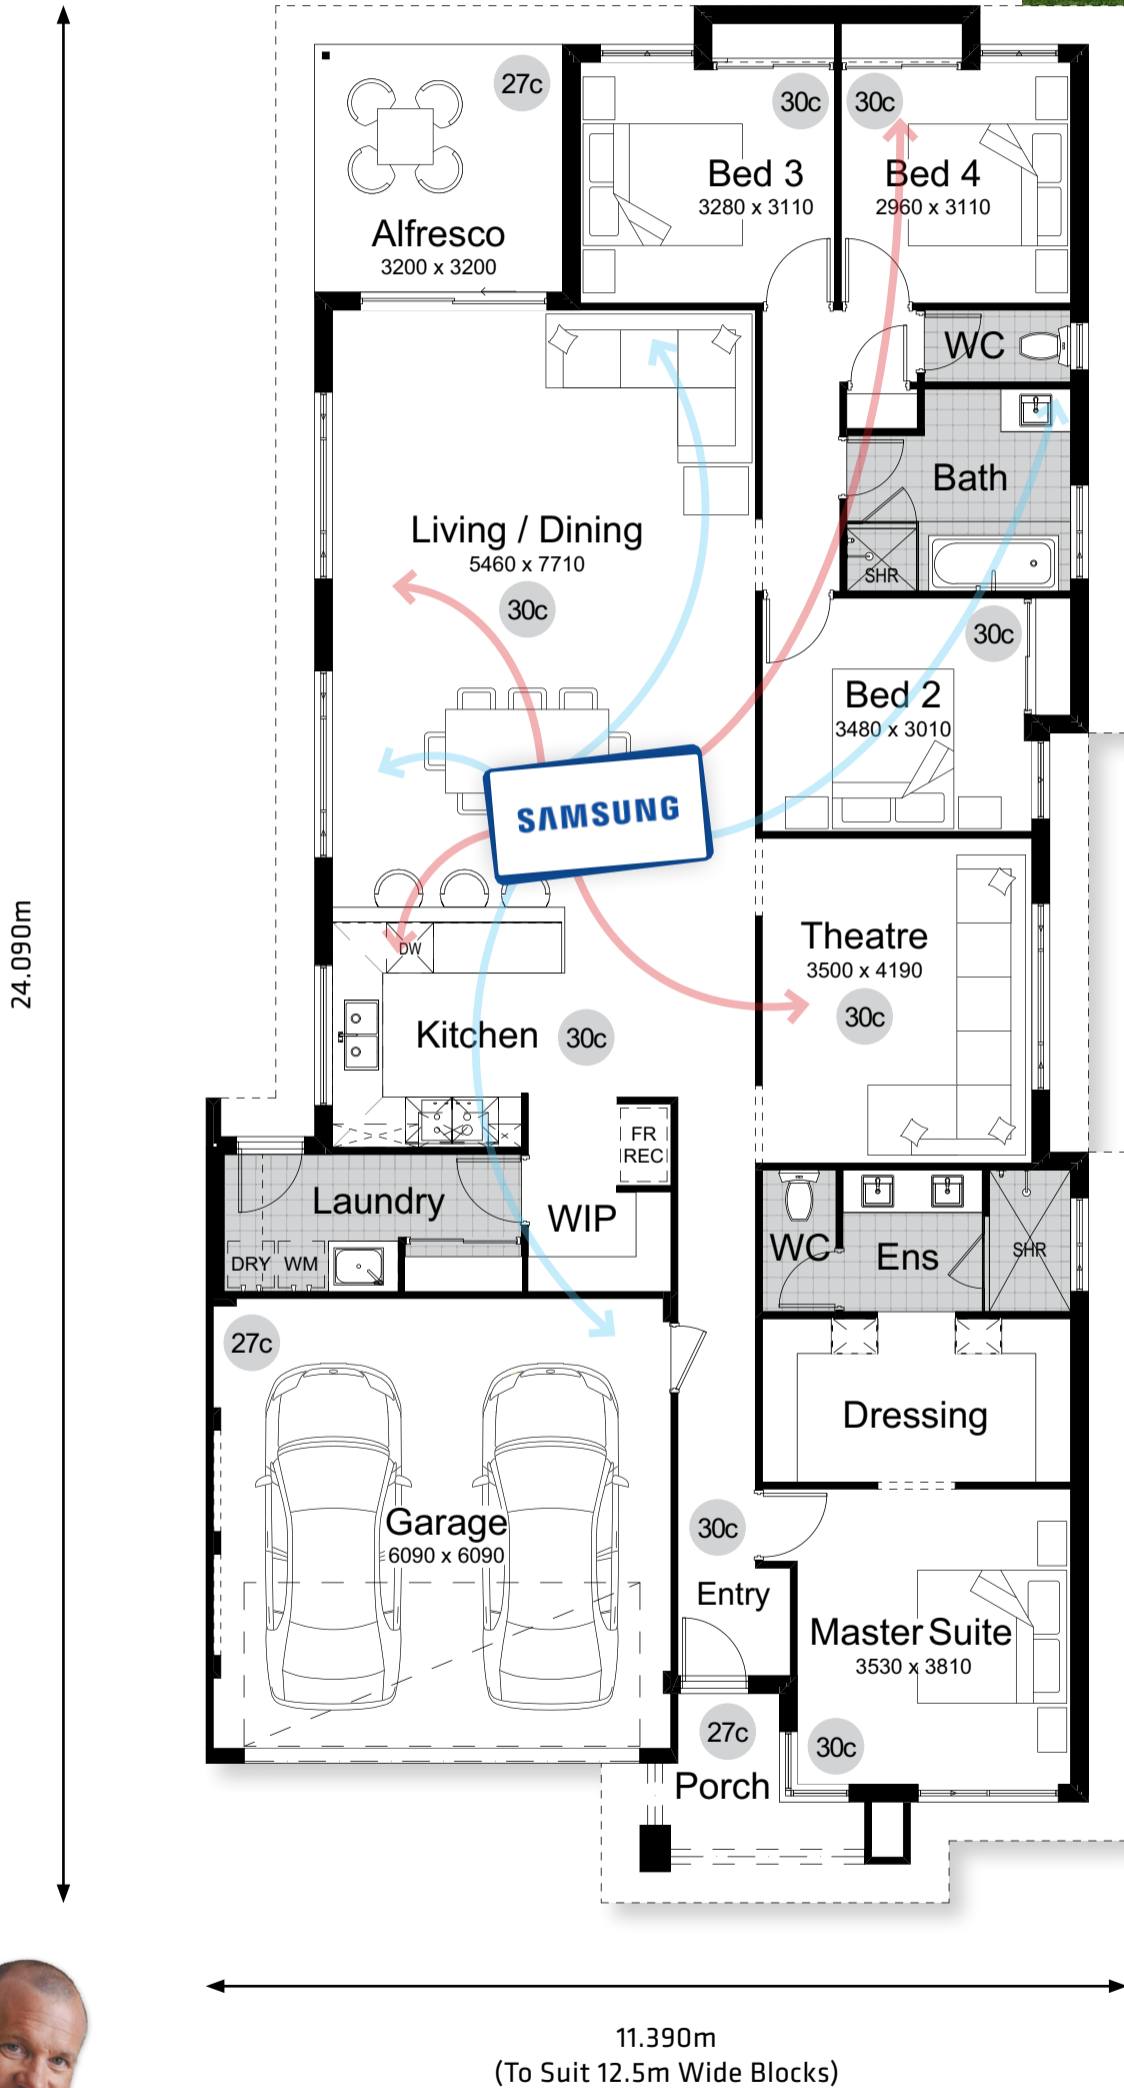 27c
30c
30c
Bed 3
3280 x 3110
Bed 4
2960 x 3110
Alfresco
3200 x 3200
WC
Bath
SHR
Living / Dining
5460 x 7710
30c
30c
Bed 2
3480 x 3010
SAMSUNG
DW
Theatre
3500 x 4190
30c
Kitchen
30c
FR
REC
Laundry
DRY
WM
WIP
WC
Ens
SHR
27c
Dressing
Garage
6090 x 6090
30c
Entry
Master Suite
3530 x 3810
27c
Porch
30c
24.090m
11.390m
(To Suit 12.5m Wide Blocks)